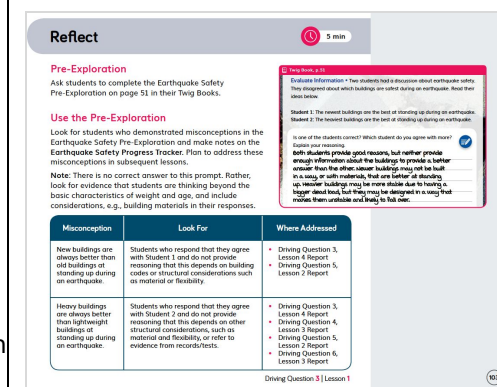 Reflect
5 min
Pre-Exploration
Ask students to complete the Earthquake Safety
Pre-Exploration on page 51 in their Twig Books.
Use the Pre-Exploration
Look for students who demonstrated misconceptions in the
Earthquake Safety Pre-Exploration and make notes on the
Earthquake Safety Progress Tracker. Plan to address these
misconceptions in subsequent lessons.
Note: There is no correct answer to this prompt. Rather,
look for evidence that students are thinking beyond the
basic characteristics of weight and age, and include
considerations, e.g., building materials in their responses.
Twig Book, p.51
Evaluate Information • Two students had a discussion about earthquake safety.
They disagreed about which buildings are safest during an earthquake. Read their
ideas below.
Student 1: The newest buildings are the best at standing up during an earthquake.
Student 2: The heaviest buildings are the best at standing up during an earthquake.
Is one of the students correct? Which student do you agree with more?
Explain your reasoning.
Both students provide good reasons, but neither provide
enough information about the buildings to provide a better
answer than the other. Newer buildings may not be built
in a way, or with materials, that are better at standing
up. Heavier buildings may be more stable due to having a
bigger dead load, but they may be designed in a way that
makes them unstable and likely to fall over.
Misconception
Look For
Where Addressed
New buildings are
always better than
old buildings at
standing up during
an earthquake.
Students who respond that they agree
with Student 1 and do not provide
reasoning that this depends on building
codes or structural considerations such
as material or flexibility.
• Driving Question 3,
Lesson 4 Report
• Driving Question 5,
Lesson 2 Report
Heavy buildings
are always better
than lightweight
buildings at
standing up during
an earthquake.
Students who respond that they agree
with Student 2 and do not provide
reasoning that this depends on other
structural considerations, such as
material and flexibility, or refer to
evidence from records/tests.
• Driving Question 3,
Lesson 4 Report
• Driving Question 4,
Lesson 3 Report
• Driving Question 5,
Lesson 2 Report
• Driving Question 6,
Lesson 3 Report
Driving Question 3 | Lesson 1